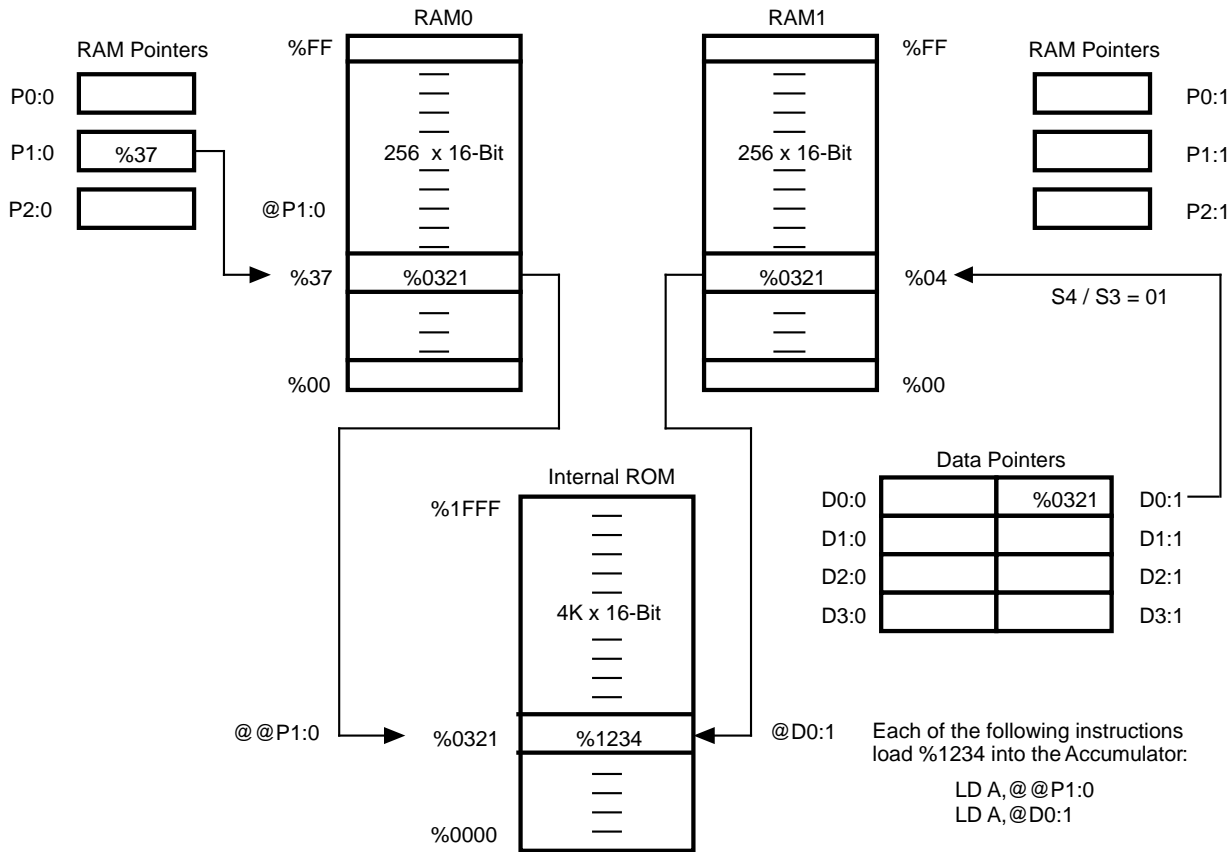 RAM0
RAM1
%FF
%FF
RAM Pointers
RAM Pointers
P0:0
P0:1
P1:0
%37
256 x 16-Bit
256 x 16-Bit
P1:1
P2:0
@P1:0
P2:1
%37
%0321
%0321
%04
S4 / S3 = 01
%00
%00
Data Pointers
Internal ROM
D0:0
%0321
D0:1
%1FFF
D1:0
D1:1
D2:0
D2:1
4K x 16-Bit
D3:0
D3:1
@@P1:0
%0321
%1234
@D0:1
Each of the following instructions
load %1234 into the Accumulator:
LD A,@@P1:0
LD A,@D0:1
%0000